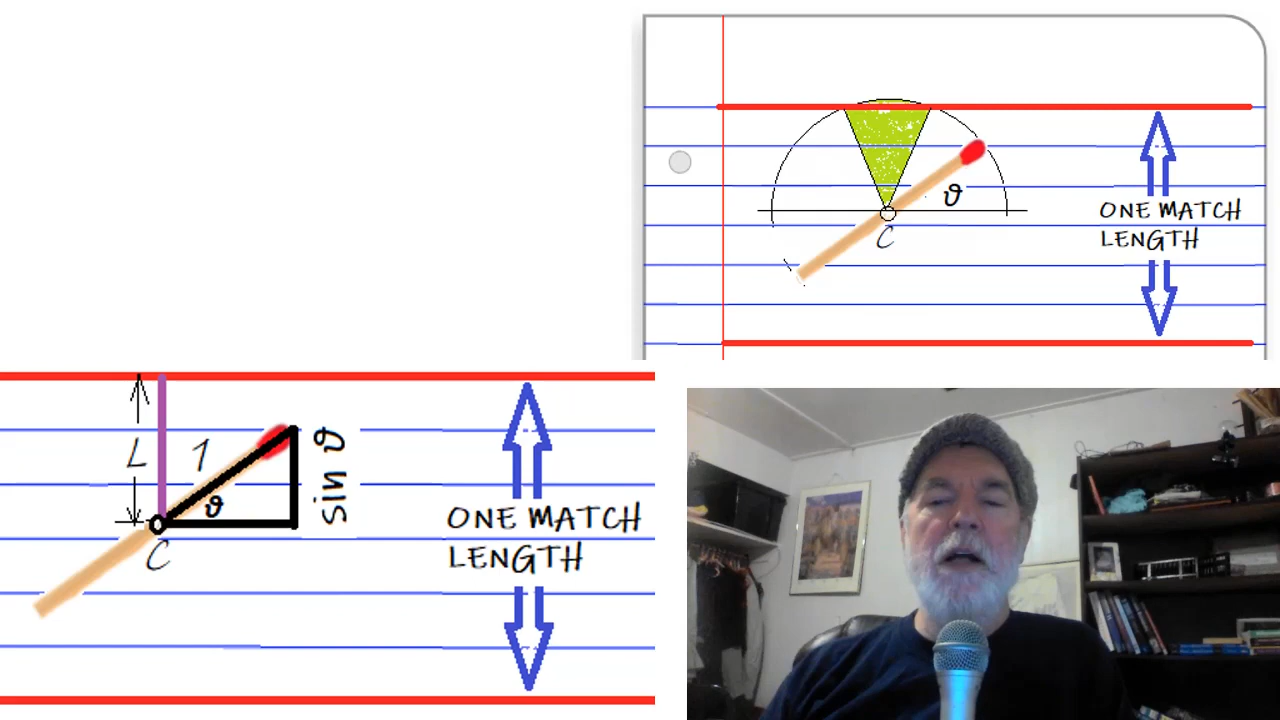 ϑ
C
ONE MATCH
LENGTH
L
1
ϑ
sin ϑ
C
ONE MATCH
LENGTH